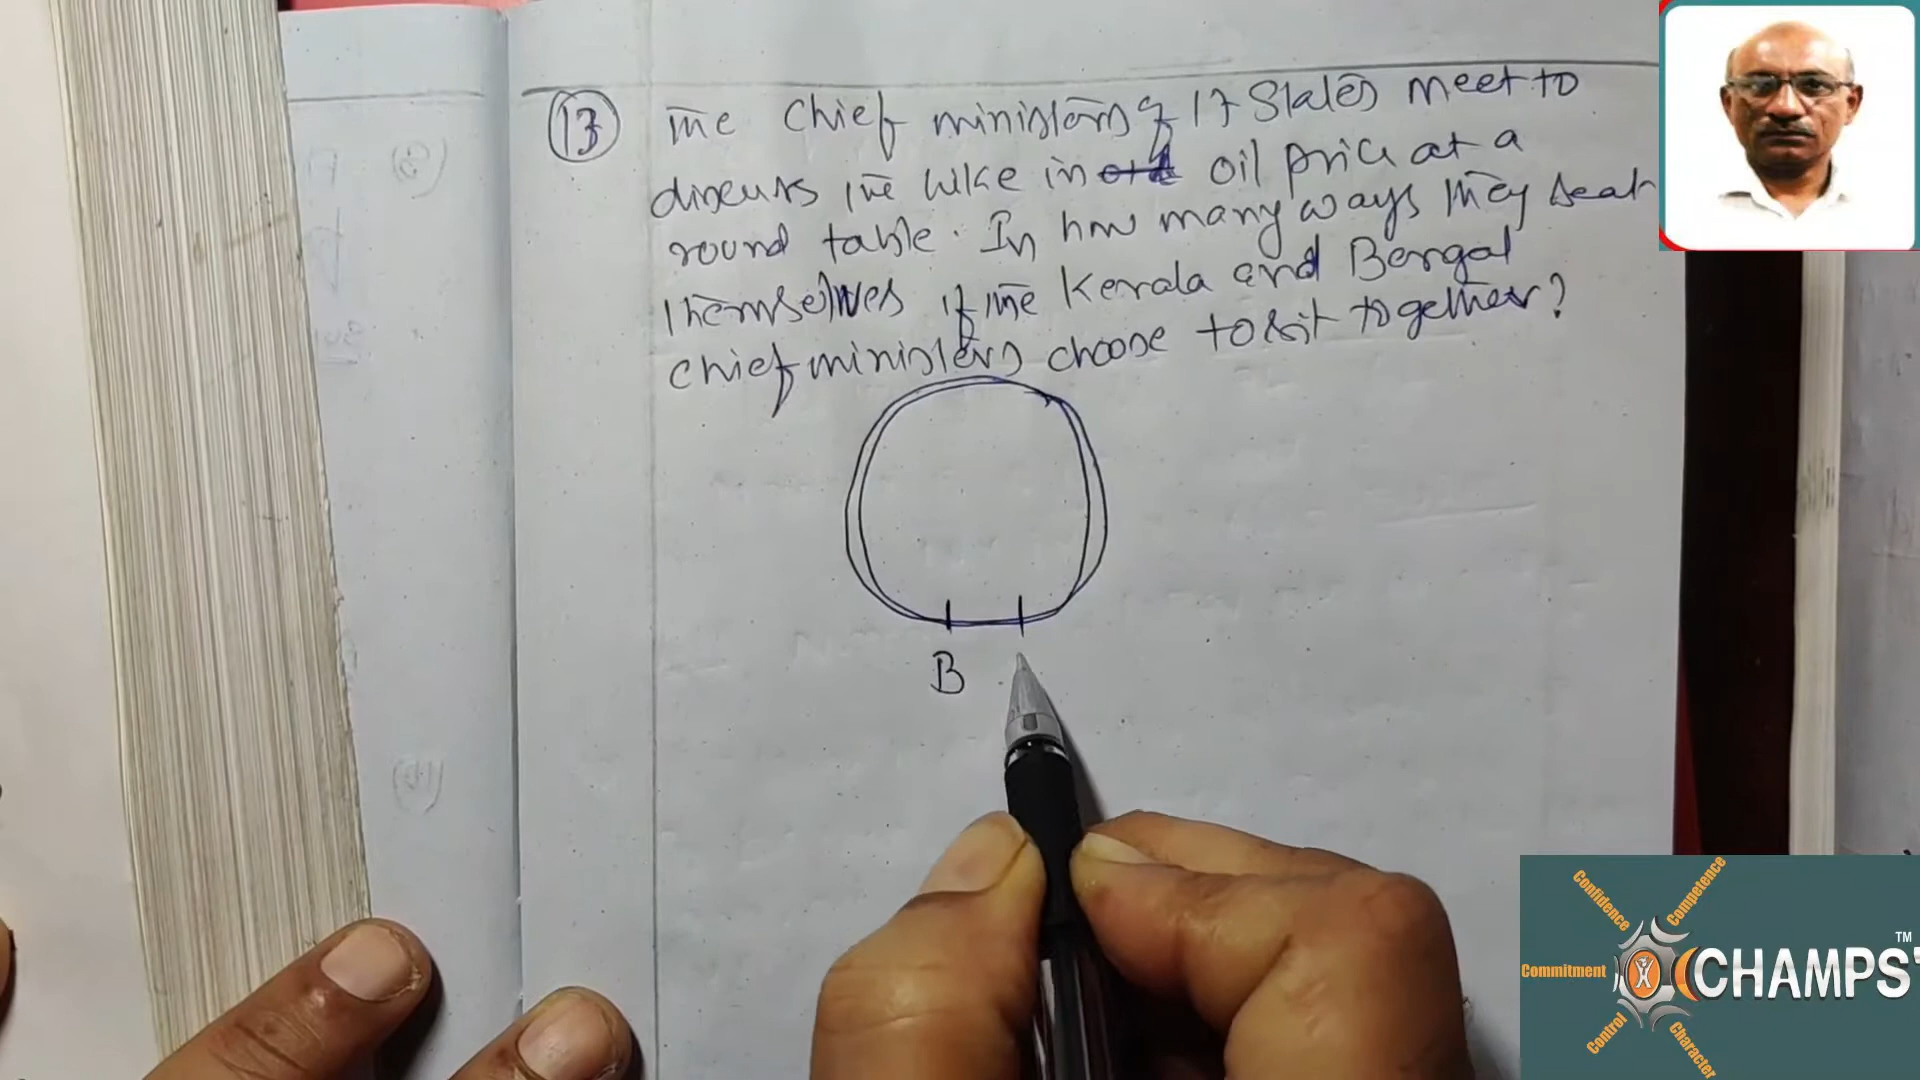 17 The Chief ministers of 17 States meet to
discuss the hike in oil price at a
round table. In how many ways they seat
themselves if the Kerala and Bengal
chief ministers choose to sit together?
B
Confidence
Competence
Commitment
CHAMPS
TM
Control
Character